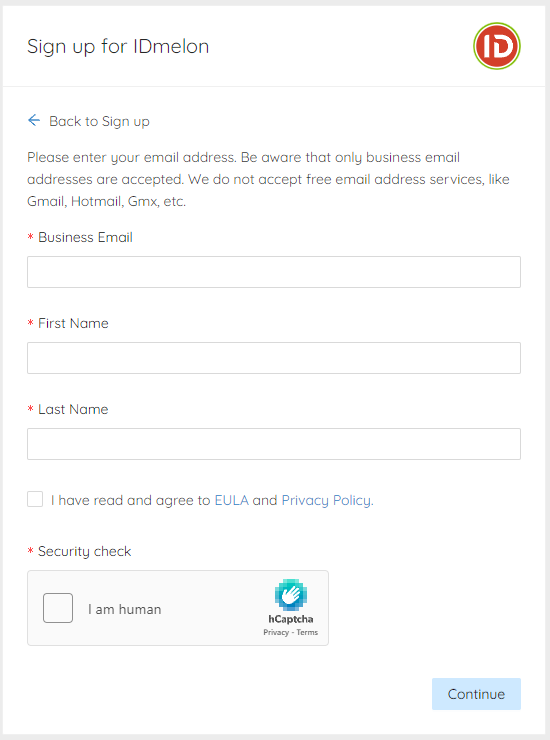 Sign up for IDmelon
ID
Back to Sign up
Please enter your email address. Be aware that only business email
addresses are accepted. We do not accept free email address services, like
Gmail, Hotmail, Gmx, etc.
* Business Email
* First Name
* Last Name
I have read and agree to EULA and Privacy Policy.
* Security check
I am human
hCaptcha
Privacy - Terms
Continue